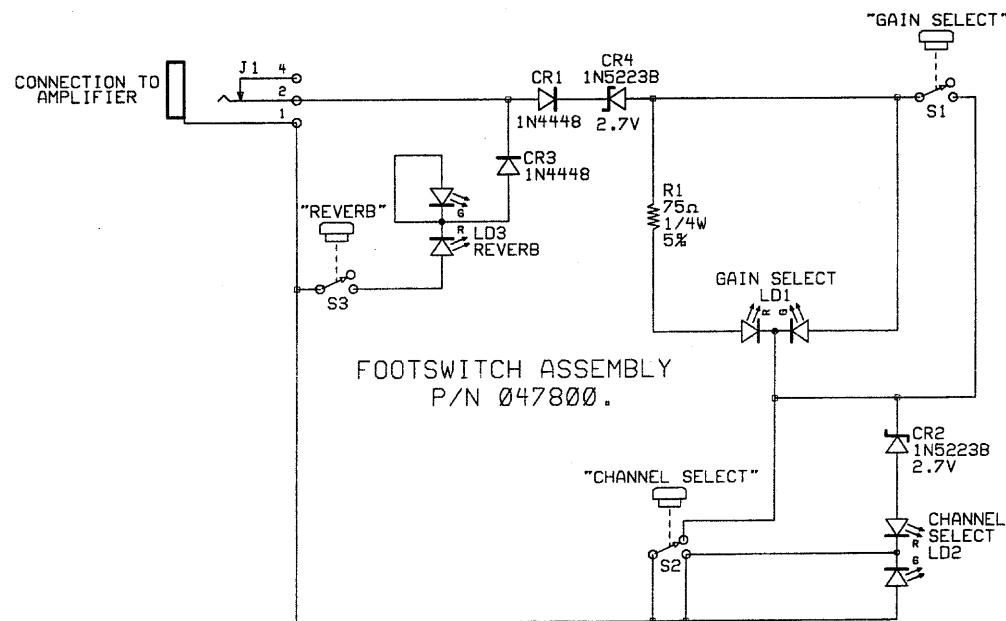 "GAIN SELECT"
CONNECTION TO
AMPLIFIER
J1
4
2
1
CR1
1N4448
CR4
1N5223B
2.7V
S1
CR3
1N4448
"REVERB"
G
R
LD3
REVERB
S3
R1
75Ω
1/4W
5%
GAIN SELECT
LD1
R
G
FOOTSWITCH ASSEMBLY
P/N Ø478ØØ.
CR2
1N5223B
2.7V
"CHANNEL SELECT"
S2
CHANNEL
SELECT
LD2
R
G